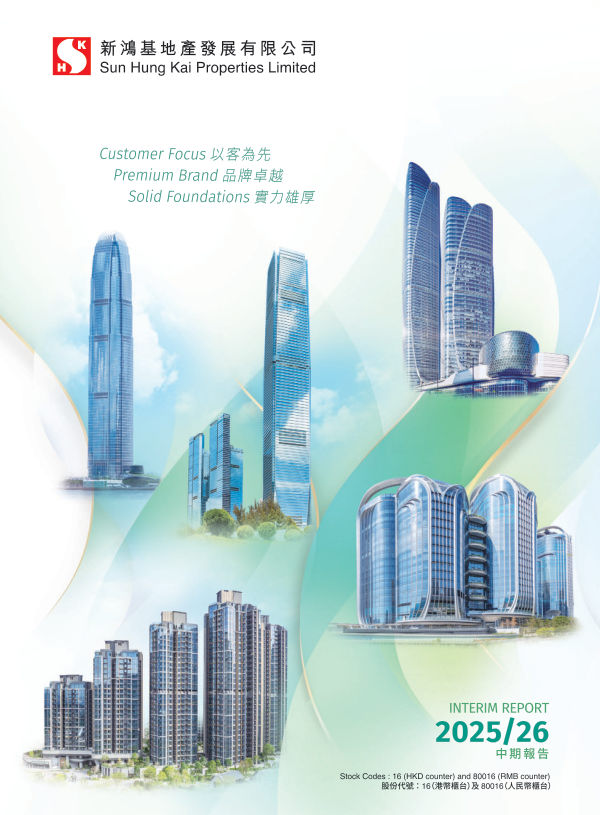 SHK
新鴻基地產發展有限公司
Sun Hung Kai Properties Limited
Customer Focus 以客為先
Premium Brand 品牌卓越
Solid Foundations 實力雄厚
INTERIM REPORT
2025/26
中期報告
Stock Codes : 16 (HKD counter) and 80016 (RMB counter)
股份代號：16（港幣櫃台）及 80016（人民幣櫃台）